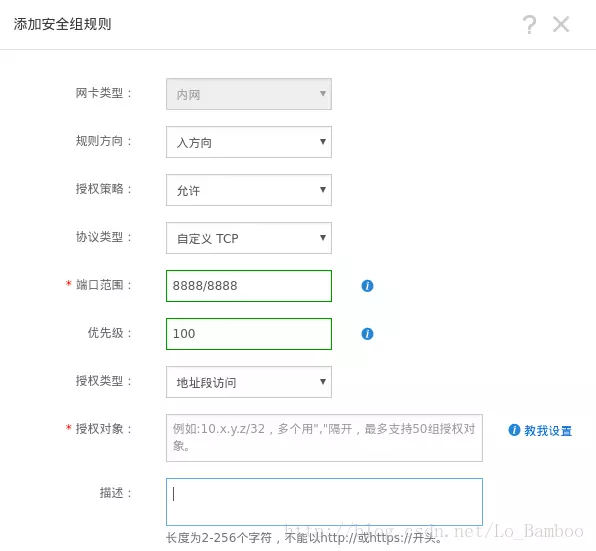 添加安全组规则
网卡类型：
内网
规则方向：
入方向
授权策略：
允许
协议类型：
自定义 TCP
* 端口范围：
8888/8888
优先级：
100
授权类型：
地址段访问
* 授权对象：
例如:10.x.y.z/32，多个用","隔开，最多支持50组授权对
象。
教我设置
描述：
http://blog.csdn.net/Lo_Bamboo
长度为2-256个字符，不能以http://或https://开头。